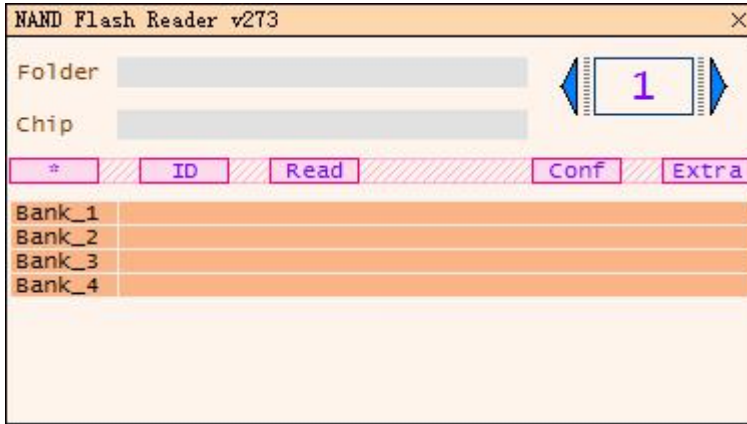 NAND Flash Reader v273
Folder
1
Chip
* ID Read Conf Extra
Bank_1
Bank_2
Bank_3
Bank_4